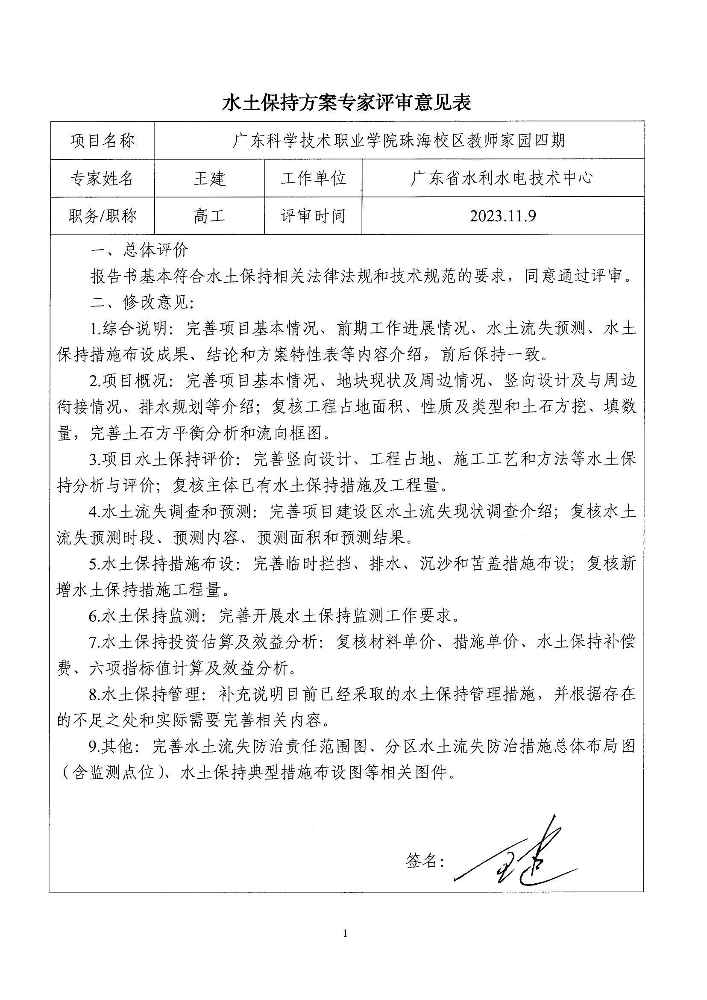 水土保持方案专家评审意见表
项目名称 广东科学技术职业学院珠海校区教师家园四期
专家姓名 王建 工作单位 广东省水利水电技术中心
职务/职称 高工 评审时间 2023.11.9
一、总体评价
报告书基本符合水土保持相关法律法规和技术规范的要求，同意通过评审。
二、修改意见：
1.综合说明：完善项目基本情况、前期工作进展情况、水土流失预测、水土
保持措施布设成果、结论和方案特性表等内容介绍，前后保持一致。
2.项目概况：完善项目基本情况、地块现状及周边情况、竖向设计及与周边
衔接情况、排水规划等介绍；复核工程占地面积、性质及类型和土石方挖、填数
量，完善土石方平衡分析和流向框图。
3.项目水土保持评价：完善竖向设计、工程占地、施工工艺和方法等水土保
持分析与评价；复核主体已有水土保持措施及工程量。
4.水土流失调查和预测：完善项目建设区水土流失现状调查介绍；复核水土
流失预测时段、预测内容、预测面积和预测结果。
5.水土保持措施布设：完善临时拦挡、排水、沉沙和苫盖措施布设；复核新
增水土保持措施工程量。
6.水土保持监测：完善开展水土保持监测工作要求。
7.水土保持投资估算及效益分析：复核材料单价、措施单价、水土保持补偿
费、六项指标值计算及效益分析。
8.水土保持管理：补充说明目前已经采取的水土保持管理措施，并根据存在
的不足之处和实际需要完善相关内容。
9.其他：完善水土流失防治责任范围图、分区水土流失防治措施总体布局图
（含监测点位）、水土保持典型措施布设图等相关图件。
签名：王建
1